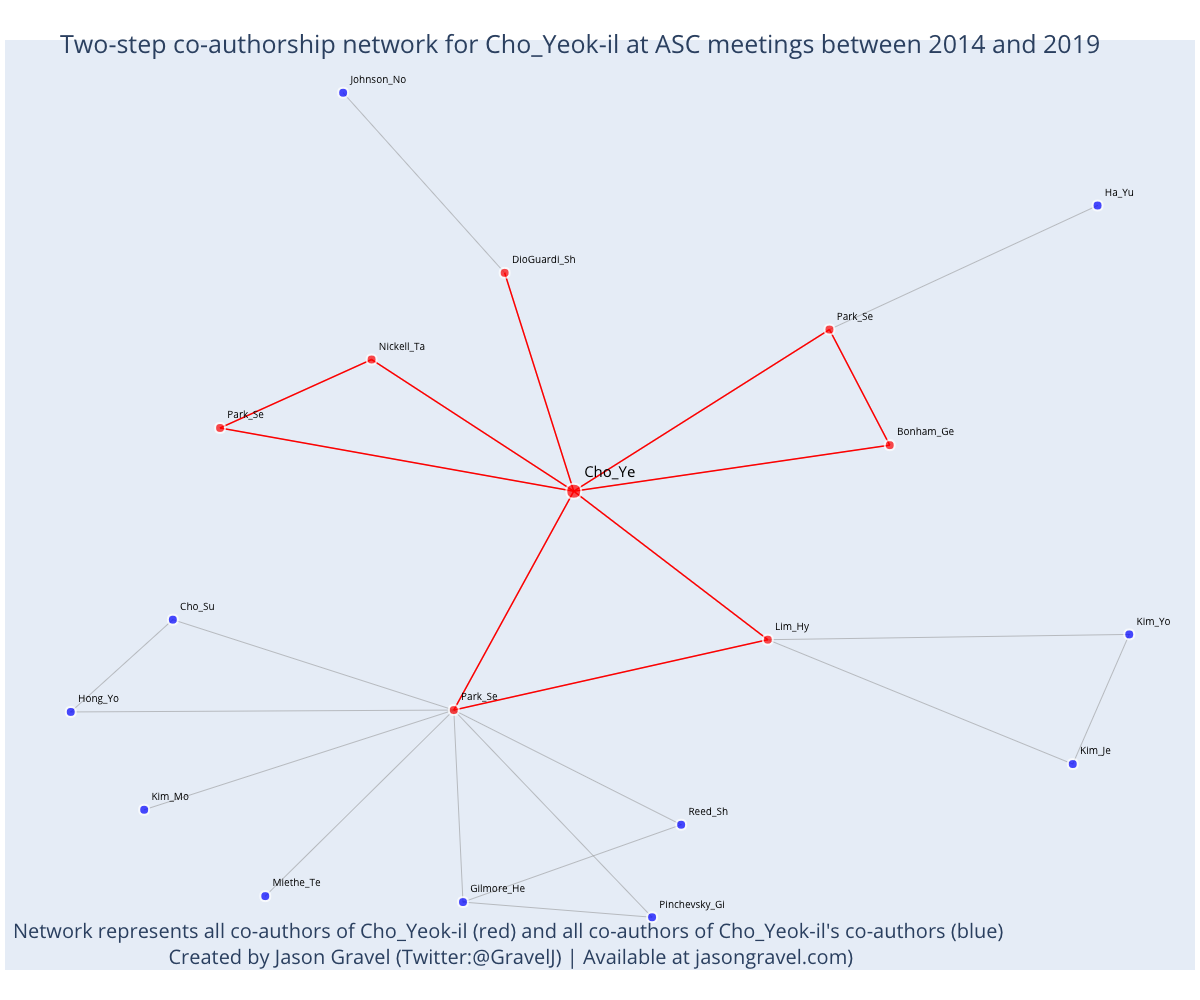 Two-step co-authorship network for Cho_Yeok-il at ASC meetings between 2014 and 2019
Johnson_No
Ha_Yu
DioGuardi_Sh
Park_Se
Nickell_Ta
Park_Se
Bonham_Ge
Cho_Ye
Cho_Su
Kim_Yo
Lim_Hy
Park_Se
Hong_Yo
Kim_Je
Kim_Mo
Reed_Sh
Miethe_Te
Gilmore_He
Pinchevsky_Gi
Network represents all co-authors of Cho_Yeok-il (red) and all co-authors of Cho_Yeok-il's co-authors (blue)
Created by Jason Gravel (Twitter:@GravelJ) | Available at jasongravel.com)